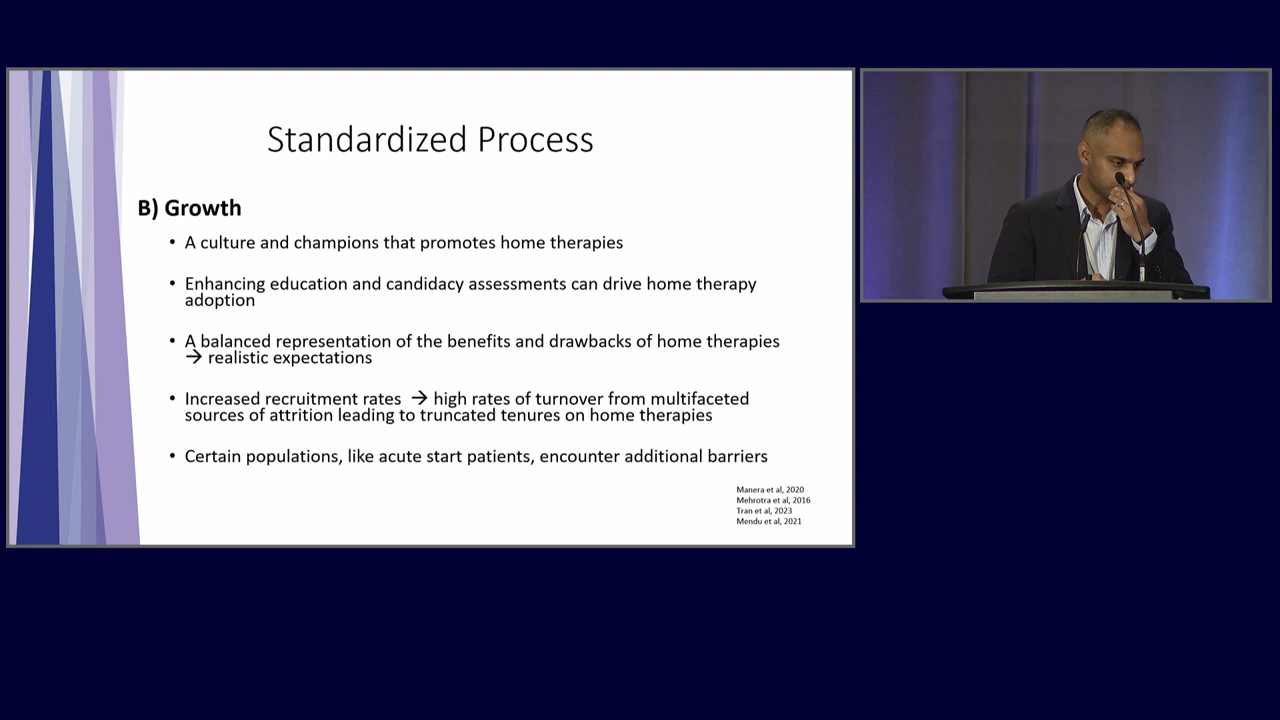 Standardized Process
B) Growth
• A culture and champions that promotes home therapies
• Enhancing education and candidacy assessments can drive home therapy
adoption
• A balanced representation of the benefits and drawbacks of home therapies
→ realistic expectations
• Increased recruitment rates → high rates of turnover from multifaceted
sources of attrition leading to truncated tenures on home therapies
• Certain populations, like acute start patients, encounter additional barriers
Manera et al, 2020
Mehrotra et al, 2016
Tran et al, 2023
Mendu et al, 2021